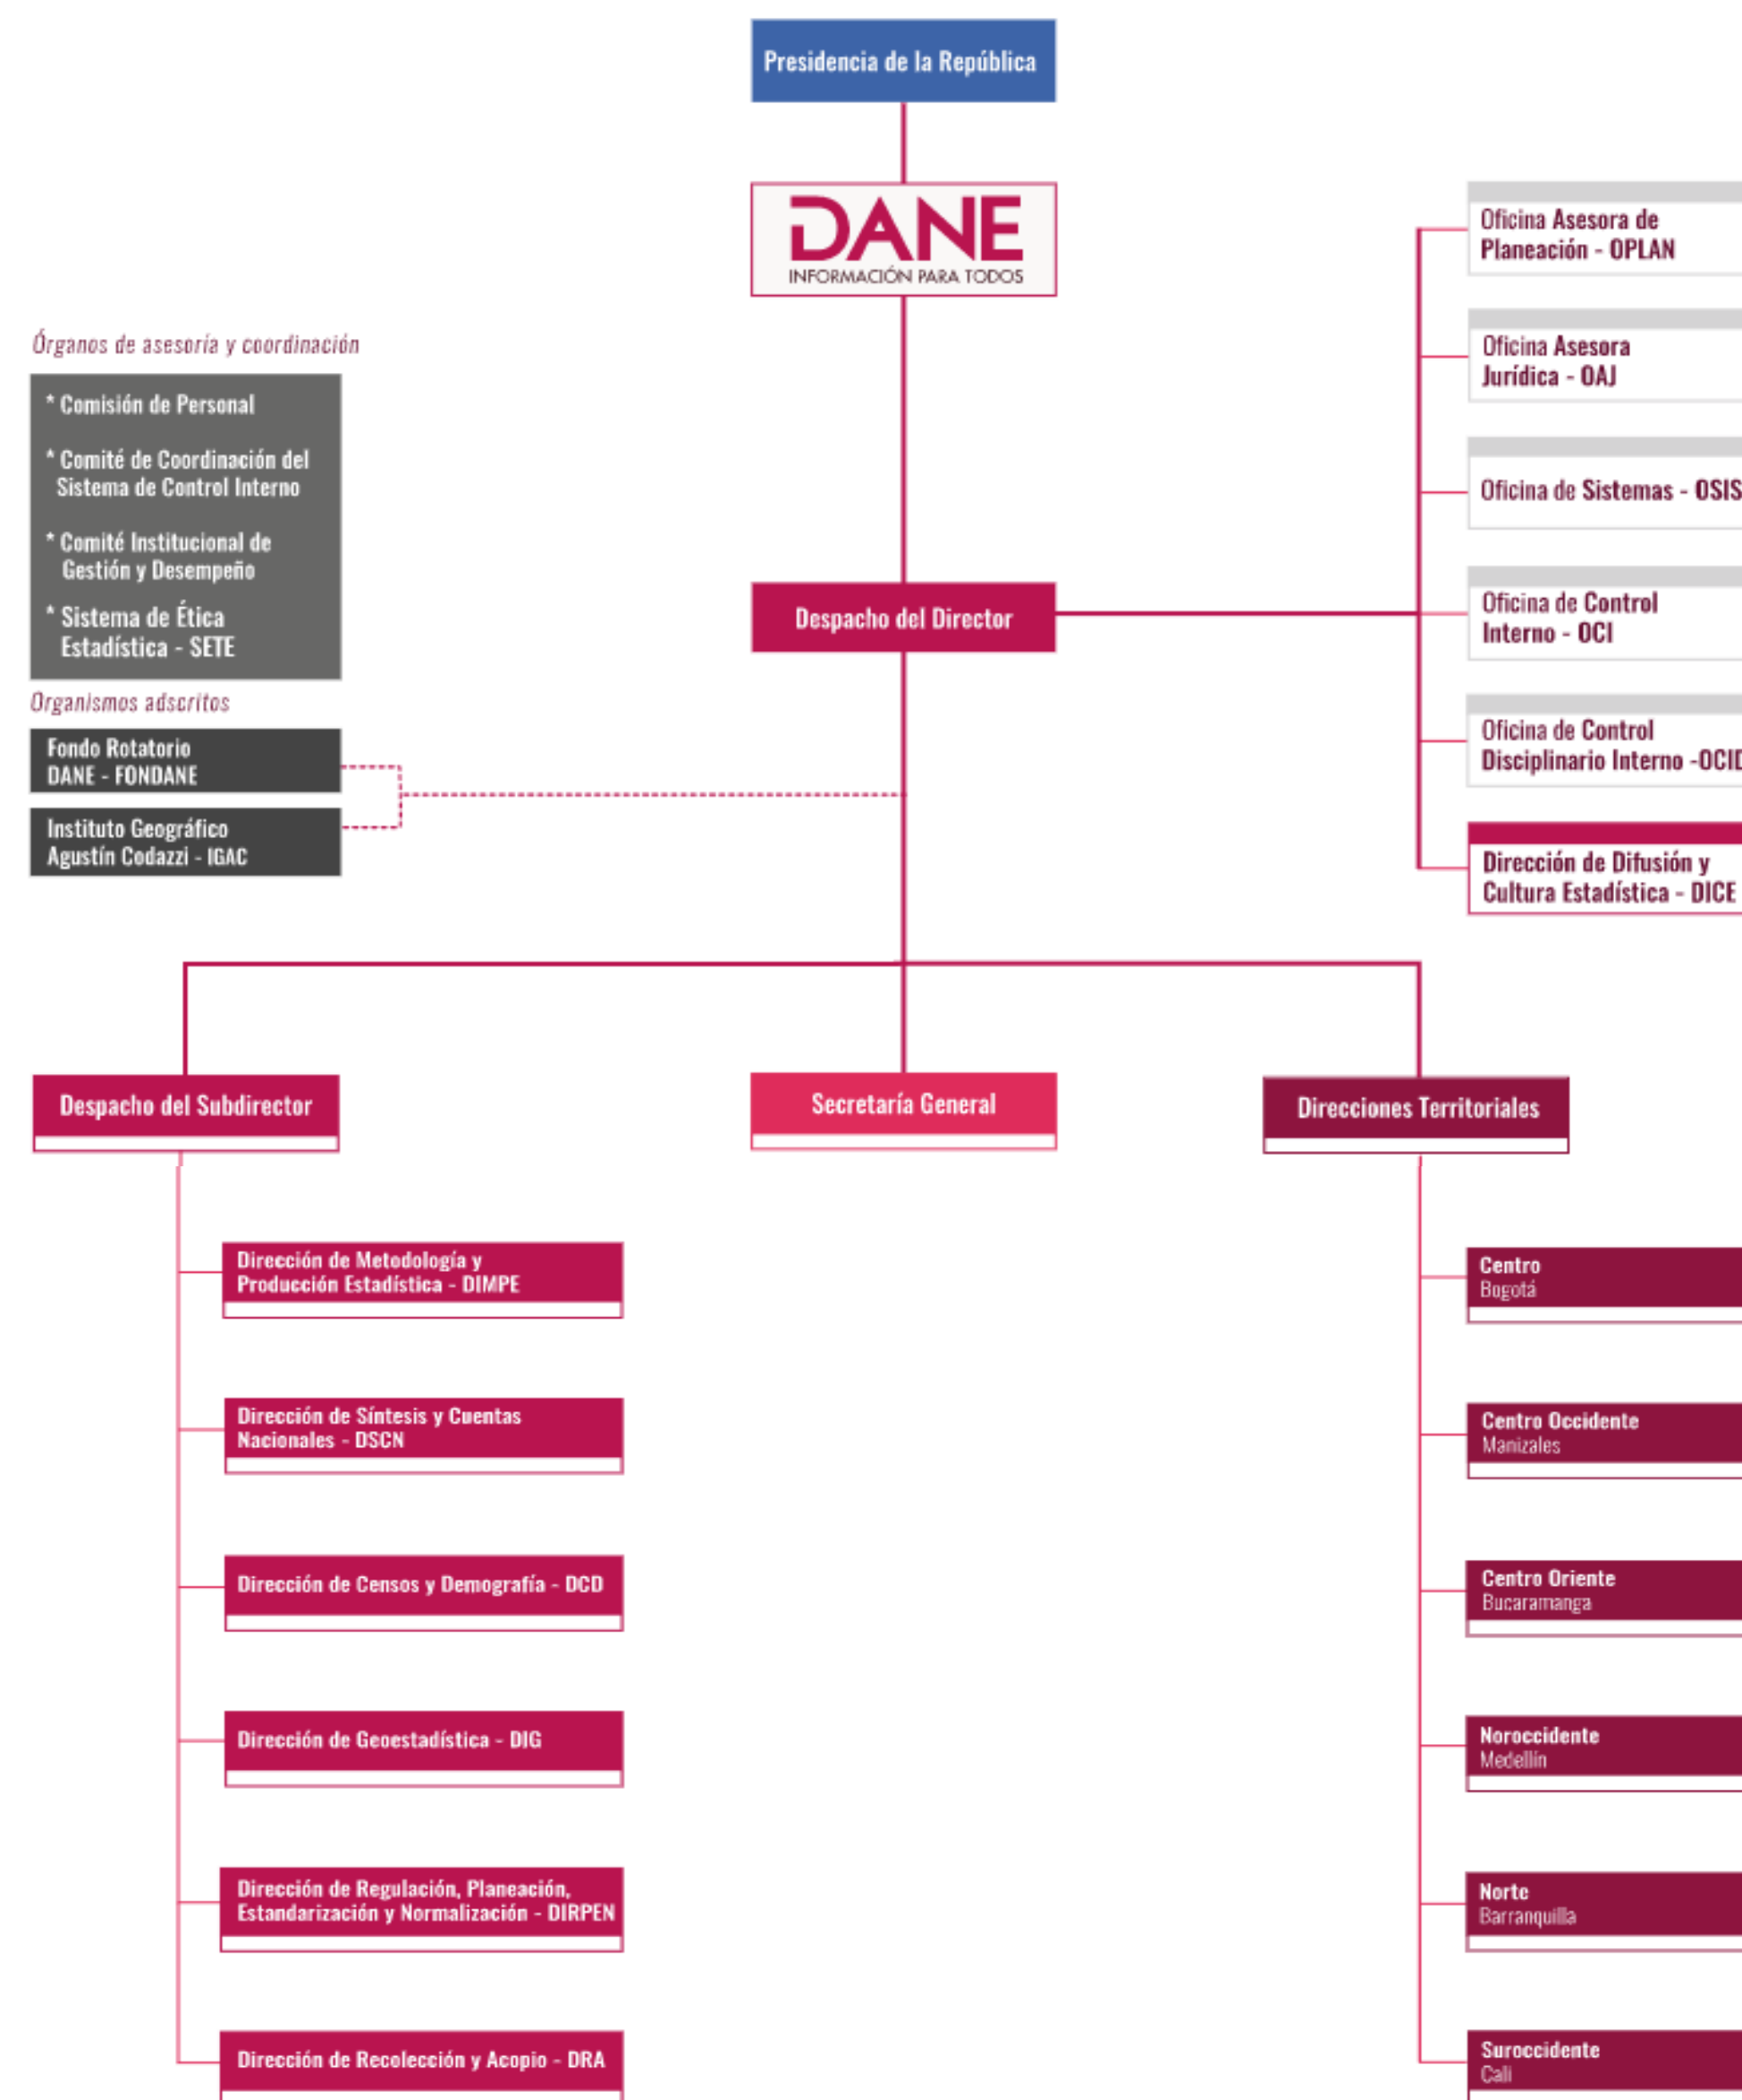 Presidencia de la República
DANE
INFORMACIÓN PARA TODOS
Oficina Asesora de
Planeación - OPLAN
Oficina Asesora
Jurídica - OAJ
Oficina de Sistemas - OSIS
Oficina de Control
Interno - OCI
Oficina de Control
Disciplinario Interno -OCID
Dirección de Difusión y
Cultura Estadística - DICE
Órganos de asesoría y coordinación
* Comisión de Personal
* Comité de Coordinación del
Sistema de Control Interno
* Comité Institucional de
Gestión y Desempeño
* Sistema de Ética
Estadística - SETE
Organismos adscritos
Fondo Rotatorio
DANE - FONDANE
Instituto Geográfico
Agustín Codazzi - IGAC
Despacho del Director
Despacho del Subdirector
Secretaría General
Direcciones Territoriales
Dirección de Metodología y
Producción Estadística - DIMPE
Dirección de Síntesis y Cuentas
Nacionales - DSCN
Dirección de Censos y Demografía - DCD
Dirección de Geoestadística - DIG
Dirección de Regulación, Planeación,
Estandarización y Normalización - DIRPEN
Dirección de Recolección y Acopio - DRA
Centro
Bogotá
Centro Occidente
Manizales
Centro Oriente
Bucaramanga
Noroccidente
Medellín
Norte
Barranquilla
Suroccidente
Cali